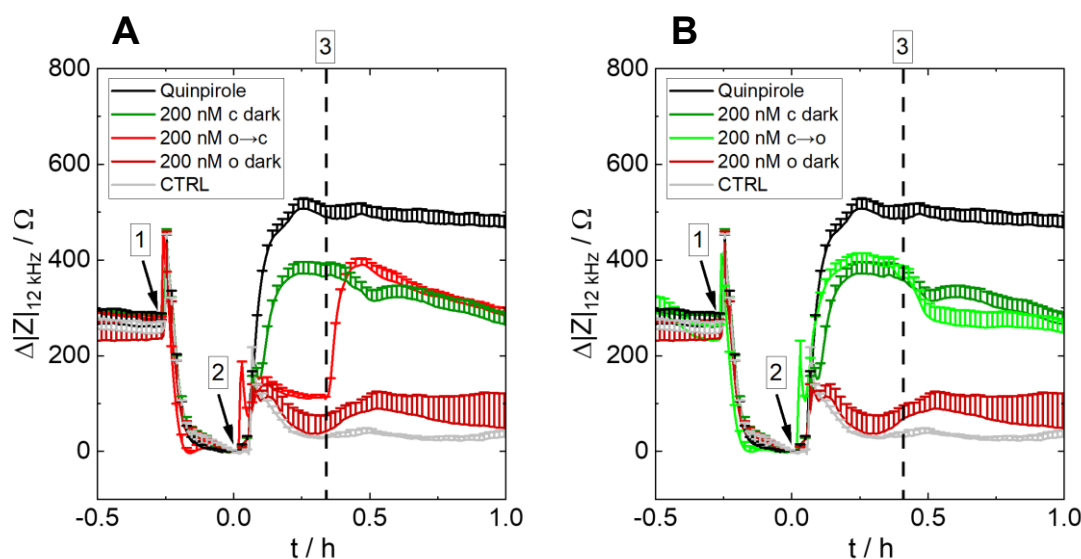 A
3
800
600
400
200
0
Δ|Z|12 kHz / Ω
Quinpirole
200 nM c dark
200 nM o→c
200 nM o dark
CTRL
1
2
-0.5
0.0
0.5
1.0
t / h
B
3
800
600
400
200
0
Δ|Z|12 kHz / Ω
Quinpirole
200 nM c dark
200 nM c→o
200 nM o dark
CTRL
1
2
-0.5
0.0
0.5
1.0
t / h